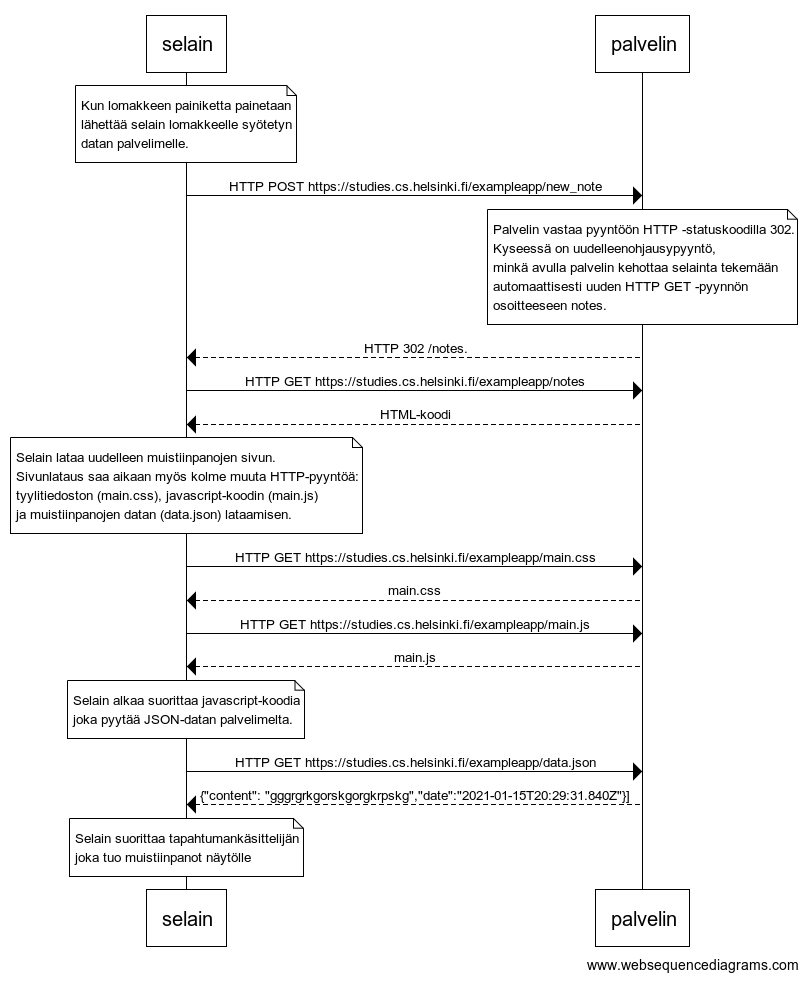 selain palvelin
Kun lomakkeen painiketta painetaan
lähettää selain lomakkeelle syötetyn
datan palvelimelle.
HTTP POST https://studies.cs.helsinki.fi/exampleapp/new_note
Palvelin vastaa pyyntöön HTTP -statuskoodilla 302.
Kyseessä on uudelleenohjausypyyntö,
minkä avulla palvelin kehottaa selainta tekemään
automaattisesti uuden HTTP GET -pyynnön
osoitteeseen notes.
HTTP 302 /notes.
HTTP GET https://studies.cs.helsinki.fi/exampleapp/notes
HTML-koodi
Selain lataa uudelleen muistiinpanojen sivun.
Sivunlataus saa aikaan myös kolme muuta HTTP-pyyntöä:
tyylitiedoston (main.css), javascript-koodin (main.js)
ja muistiinpanojen datan (data.json) lataamisen.
HTTP GET https://studies.cs.helsinki.fi/exampleapp/main.css
main.css
HTTP GET https://studies.cs.helsinki.fi/exampleapp/main.js
main.js
Selain alkaa suorittaa javascript-koodia
joka pyytää JSON-datan palvelimelta.
HTTP GET https://studies.cs.helsinki.fi/exampleapp/data.json
{"content": "gggrgrkgorskgorgkrpskg","date":"2021-01-15T20:29:31.840Z"}]
Selain suorittaa tapahtumankäsittelijän
joka tuo muistiinpanot näytölle
selain palvelin
www.websequencediagrams.com